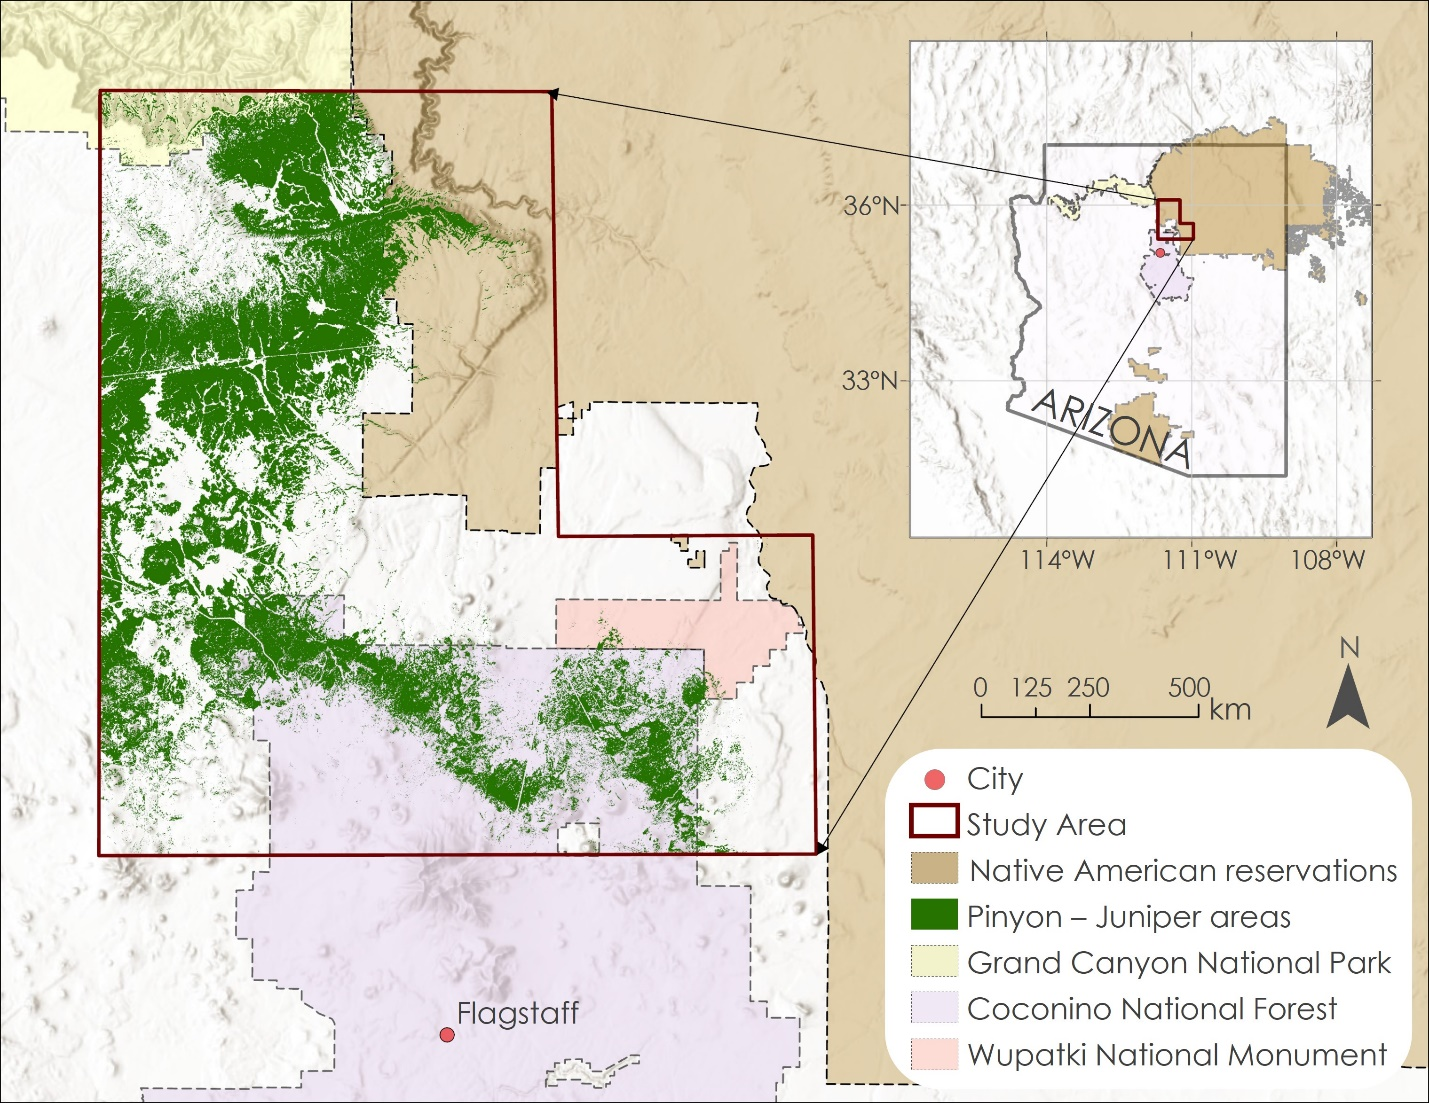 36°N
33°N
ARIZONA
114°W 111°W 108°W
N
0 125 250 500 km
City
Study Area
Native American reservations
Pinyon – Juniper areas
Grand Canyon National Park
Coconino National Forest
Wupatki National Monument
Flagstaff